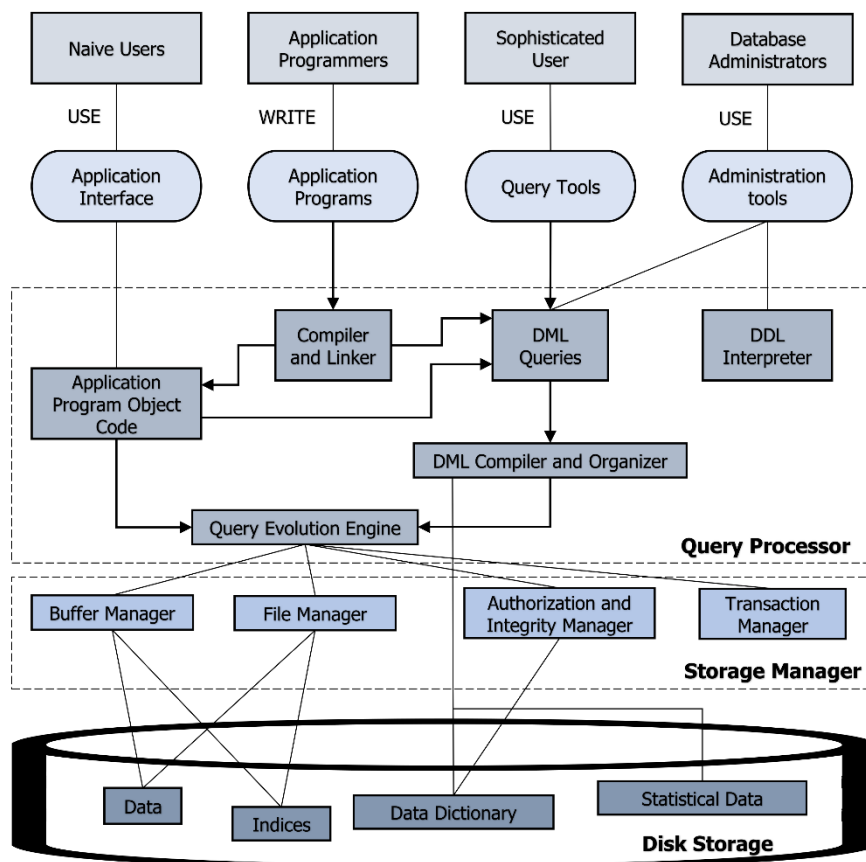 Naive Users
Application
Programmers
Sophisticated
User
Database
Administrators
USE
WRITE
USE
USE
Application
Interface
Application
Programs
Query Tools
Administration
tools
Compiler
and Linker
DML
Queries
DDL
Interpreter
Application
Program Object
Code
DML Compiler and Organizer
Query Evolution Engine
Query Processor
Buffer Manager
File Manager
Authorization and
Integrity Manager
Transaction
Manager
Storage Manager
Data
Indices
Data Dictionary
Statistical Data
Disk Storage